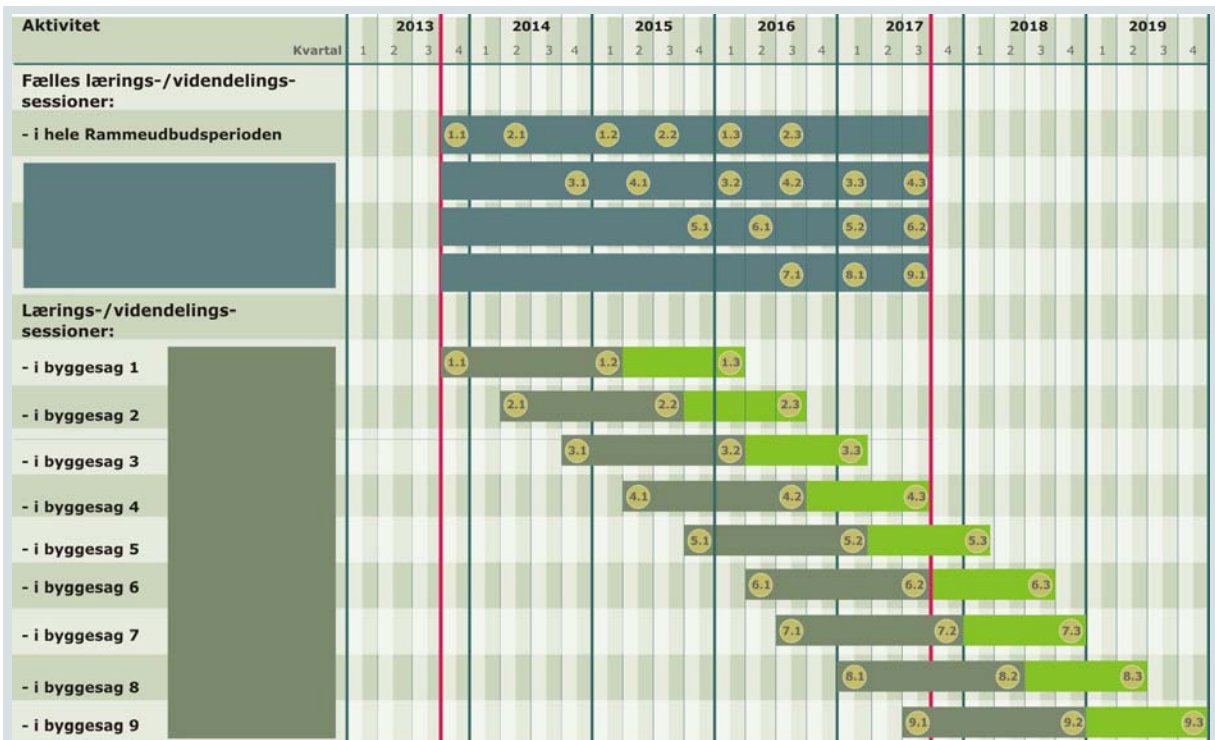 Aktivitet 2013 2014 2015 2016 2017 2018 2019
Kvartal 1 2 3 4 1 2 3 4 1 2 3 4 1 2 3 4 1 2 3 4 1 2 3 4 1 2 3 4
Fælles lærings-/videndelings-
sessioner:
- i hele Rammeudbudsperioden 1.1 2.1 1.2 2.2 1.3 2.3
3.1 4.1 3.2 4.2 3.3 4.3
5.1 6.1 5.2 6.2
7.1 8.1 9.1
Lærings-/videndelings-
sessioner:
- i byggesag 1 1.1 1.2 1.3
- i byggesag 2 2.1 2.2 2.3
- i byggesag 3 3.1 3.2 3.3
- i byggesag 4 4.1 4.2 4.3
- i byggesag 5 5.1 5.2 5.3
- i byggesag 6 6.1 6.2 6.3
- i byggesag 7 7.1 7.2 7.3
- i byggesag 8 8.1 8.2 8.3
- i byggesag 9 9.1 9.2 9.3